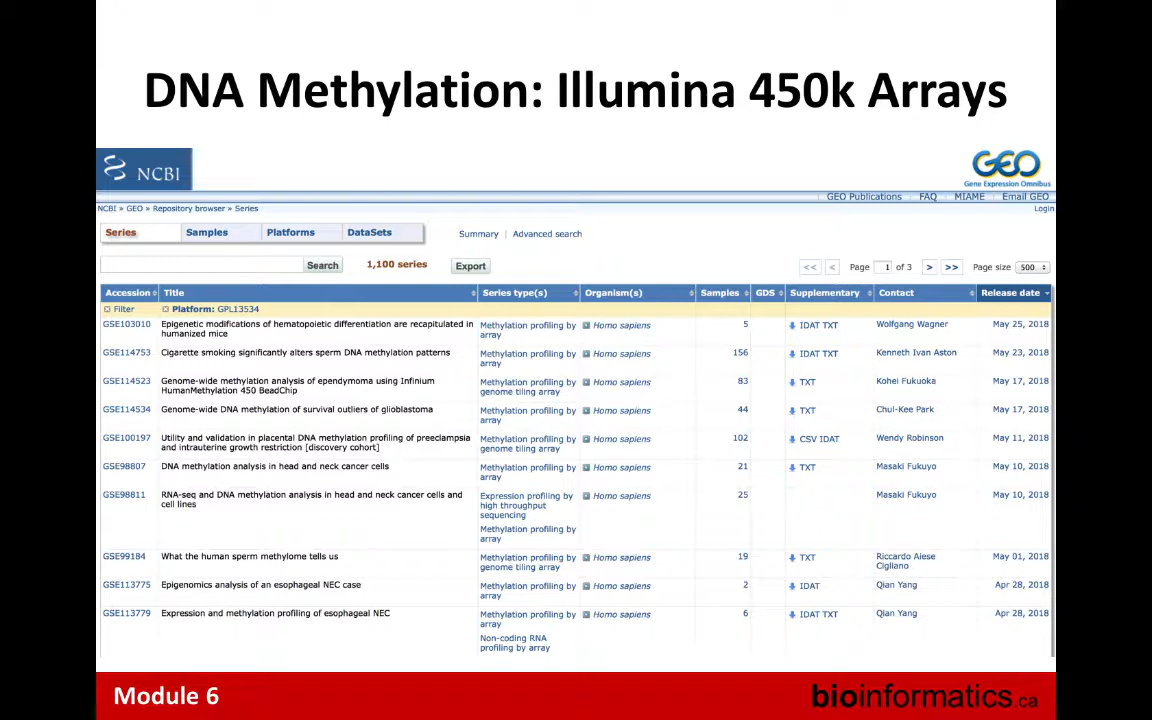 DNA Methylation: Illumina 450k Arrays
NCBI
GEO
Gene Expression Omnibus
GEO Publications FAQ MIAME Email GEO
NCBI » GEO » Repository browser » Series
Login
Series Samples Platforms DataSets Summary | Advanced search
Search 1,100 series Export << < Page 1 of 3 > >> Page size 500
Accession Title Series type(s) Organism(s) Samples GDS Supplementary Contact Release date
Filter Platform: GPL13534
GSE103010 Epigenetic modifications of hematopoietic differentiation are recapitulated in Methylation profiling by Homo sapiens 5 IDAT TXT Wolfgang Wagner May 25, 2018
humanized mice array
GSE114753 Cigarette smoking significantly alters sperm DNA methylation patterns Methylation profiling by Homo sapiens 156 IDAT TXT Kenneth Ivan Aston May 23, 2018
array
GSE114523 Genome-wide methylation analysis of ependymoma using Infinium Methylation profiling by Homo sapiens 83 TXT Kohei Fukuoka May 17, 2018
HumanMethylation 450 BeadChip genome tiling array
GSE114534 Genome-wide DNA methylation of survival outliers of glioblastoma Methylation profiling by Homo sapiens 44 TXT Chul-Kee Park May 17, 2018
array
GSE100197 Utility and validation in placental DNA methylation profiling of preeclampsia Methylation profiling by Homo sapiens 102 CSV IDAT Wendy Robinson May 11, 2018
and intrauterine growth restriction [discovery cohort] genome tiling array
GSE98807 DNA methylation analysis in head and neck cancer cells Methylation profiling by Homo sapiens 21 TXT Masaki Fukuyo May 10, 2018
array
GSE98811 RNA-seq and DNA methylation analysis in head and neck cancer cells and Expression profiling by Homo sapiens 25 Masaki Fukuyo May 10, 2018
cell lines high throughput
sequencing
Methylation profiling by
array
GSE99184 What the human sperm methylome tells us Methylation profiling by Homo sapiens 19 TXT Riccardo Aiese May 01, 2018
genome tiling array Cigliano
GSE113775 Epigenomics analysis of an esophageal NEC case Methylation profiling by Homo sapiens 2 IDAT Qian Yang Apr 28, 2018
array
GSE113779 Expression and methylation profiling of esophageal NEC Methylation profiling by Homo sapiens 6 IDAT TXT Qian Yang Apr 28, 2018
array
Non-coding RNA
profiling by array
Module 6 bioinformatics.ca